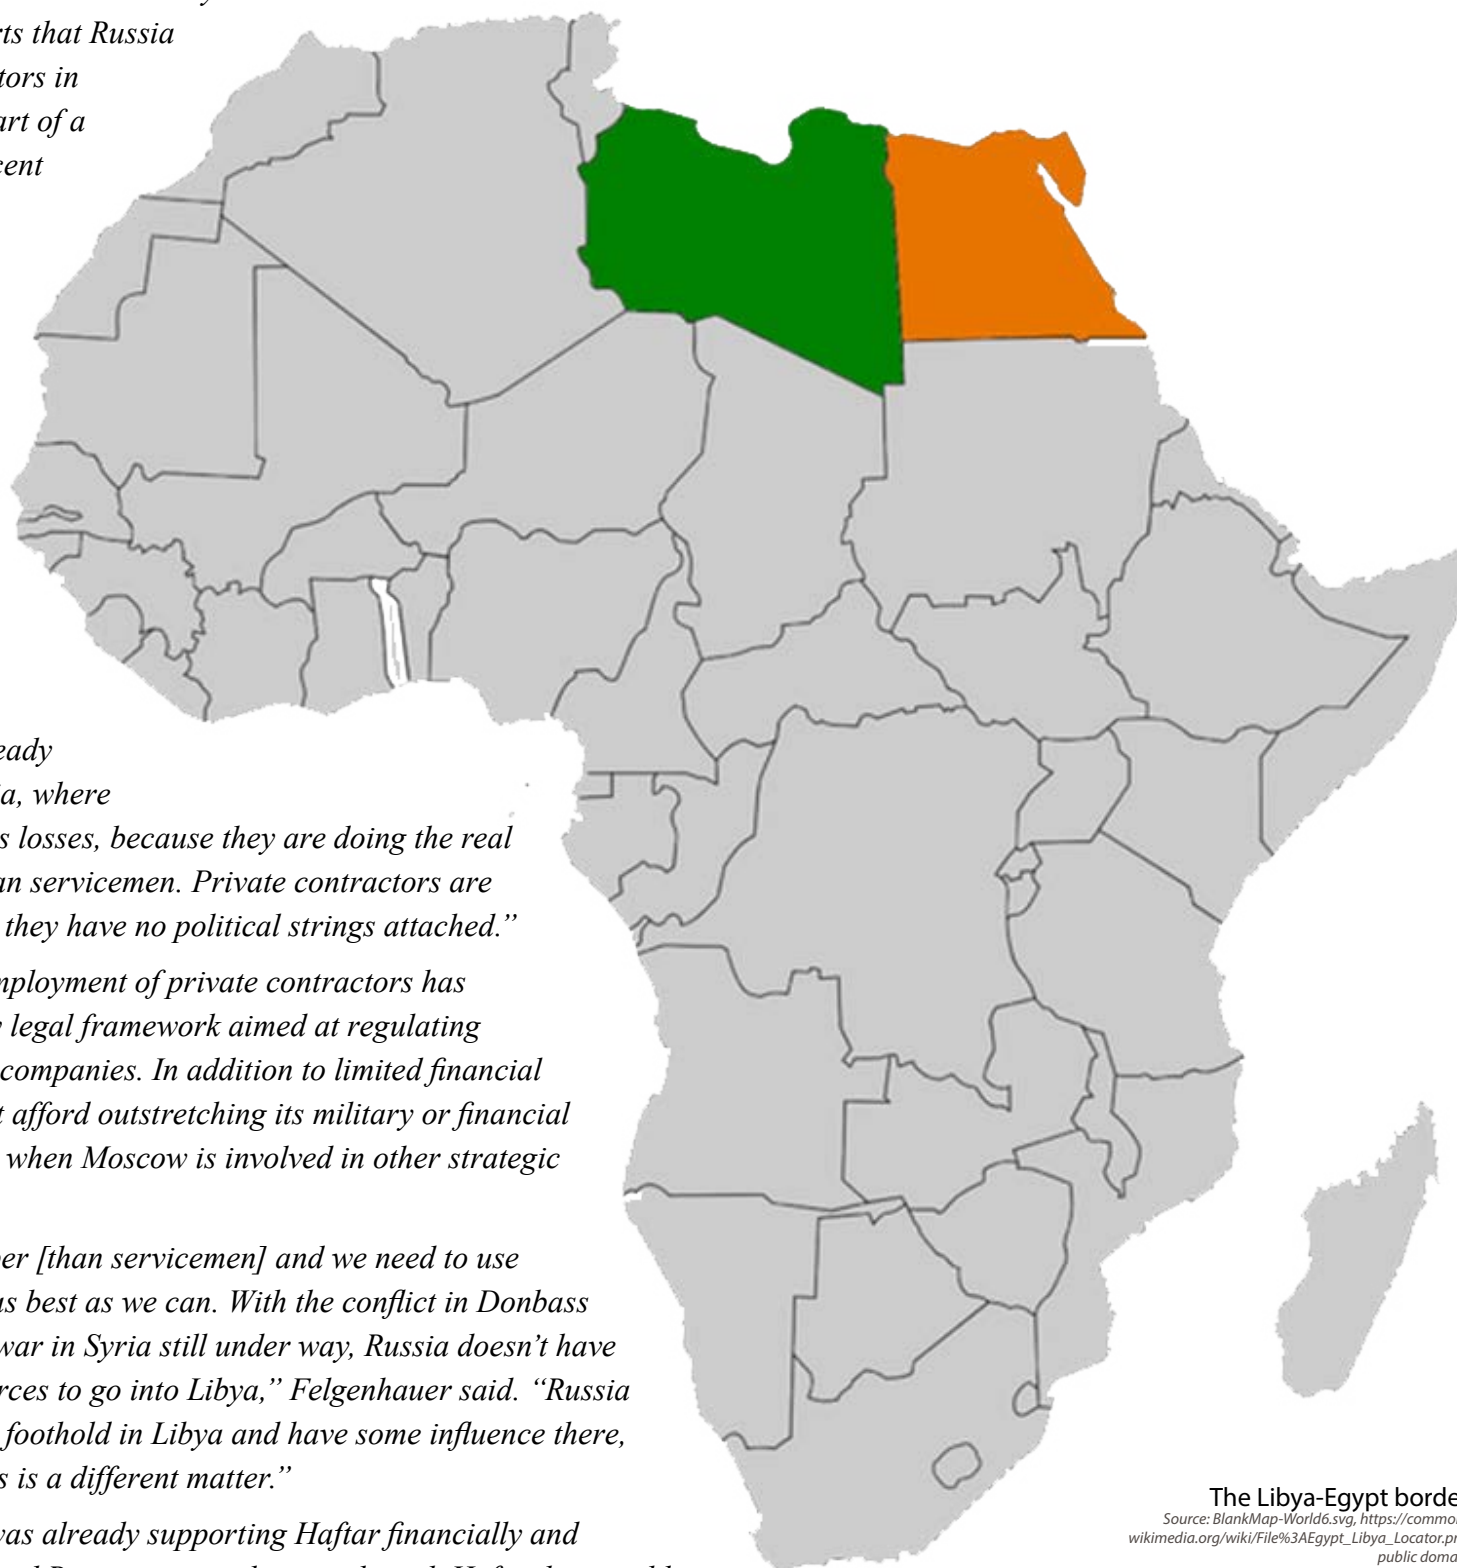 rts that Russia
tors in
art of a
cent
eady
ia, where
s losses, because they are doing the real
an servicemen. Private contractors are
they have no political strings attached.”
mployment of private contractors has
legal framework aimed at regulating
companies. In addition to limited financial
t afford outstretching its military or financial
when Moscow is involved in other strategic
per [than servicemen] and we need to use
as best as we can. With the conflict in Donbass
war in Syria still under way, Russia doesn’t have
rces to go into Libya,” Felgenhauer said. “Russia
foothold in Libya and have some influence there,
s is a different matter.”
was already supporting Haftar financially and
The Libya-Egypt borde
Source: BlankMap-World6.svg, https://common
wikimedia.org/wiki/File%3AEgypt_Libya_Locator.pn
public doma